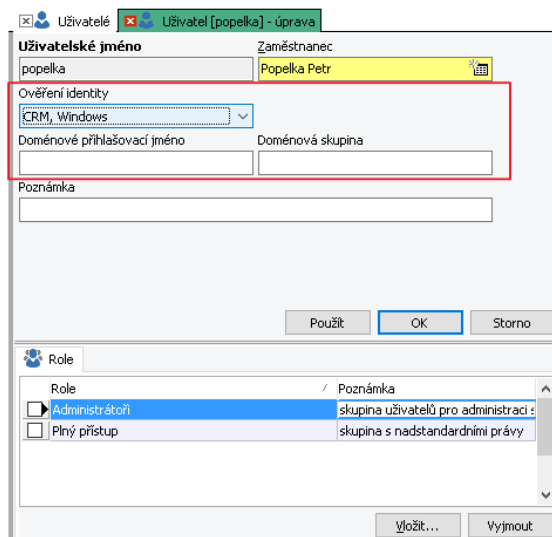 Uživatelé Uživatel [popelka] - úprava
Uživatelské jméno Zaměstnanec
popelka Popelka Petr
Ověření identity
CRM, Windows
Doménové přihlašovací jméno Doménová skupina
Poznámka
Použít OK Storno
Role
Role Poznámka
Administrátoři skupina uživatelů pro administraci s
Plný přístup skupina s nadstandardními právy
Vložit... Vyjmout